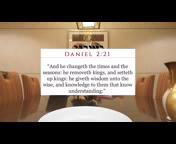 Daniel 2:21
"And he changeth the times and the
seasons: he removeth kings, and setteth
up kings: he giveth wisdom unto the
wise, and knowledge to them that know
understanding:"